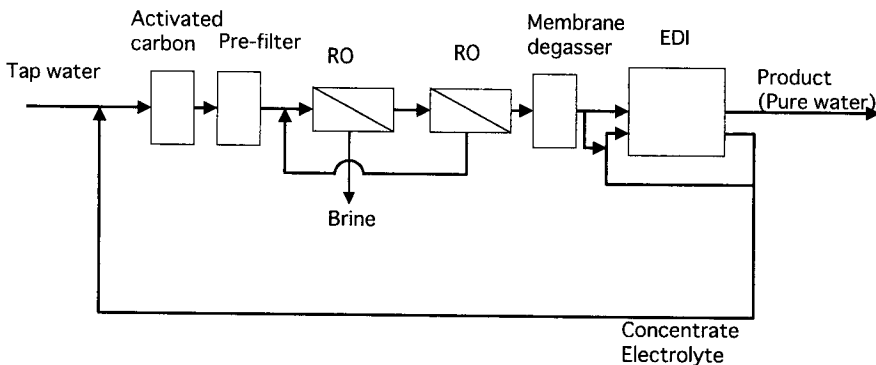 Activated
carbon
Pre-filter
RO
RO
Membrane
degasser
EDI
Tap water
Product
(Pure water)
Brine
Concentrate
Electrolyte